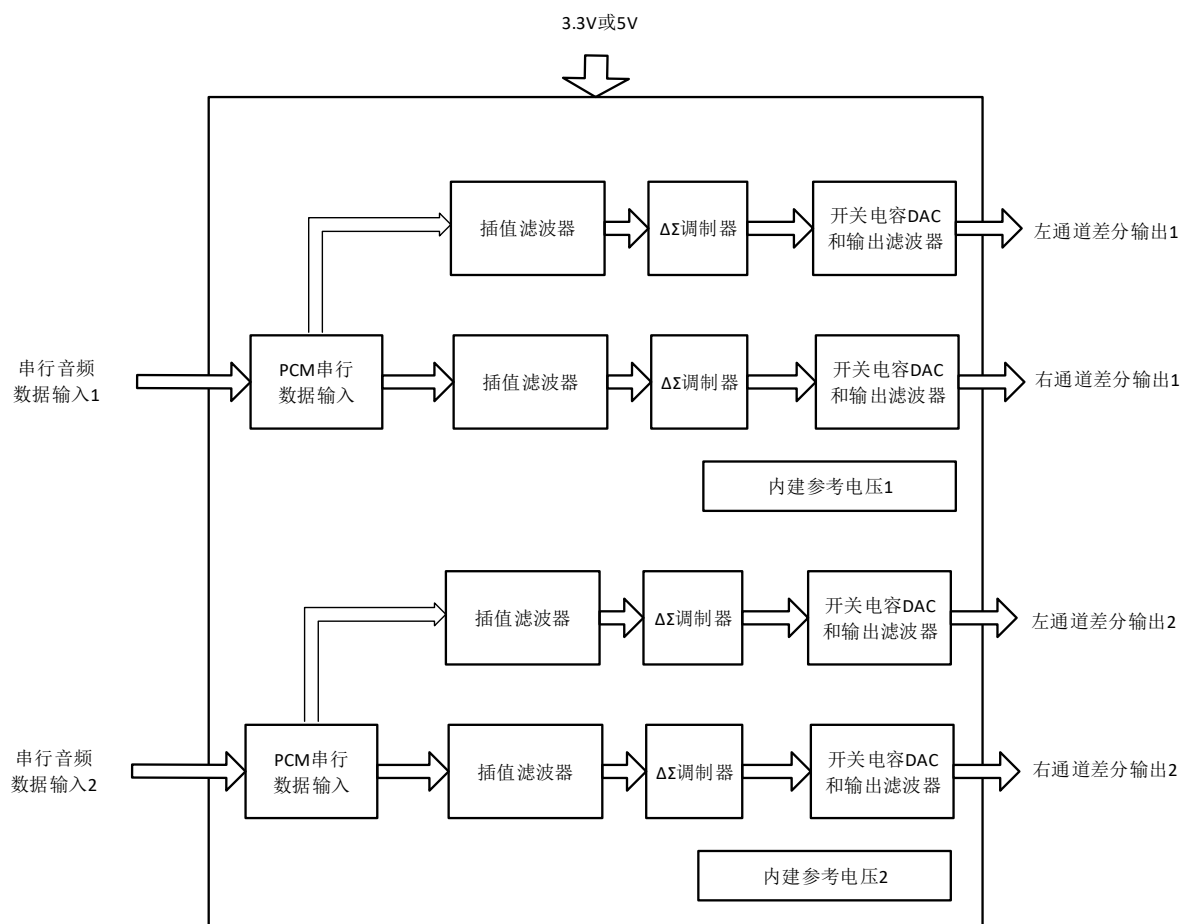 3.3V或5V
插值滤波器
ΔΣ调制器
开关电容DAC
和输出滤波器
左通道差分输出1
串行音频
数据输入1
PCM串行
数据输入
插值滤波器
ΔΣ调制器
开关电容DAC
和输出滤波器
右通道差分输出1
内建参考电压1
插值滤波器
ΔΣ调制器
开关电容DAC
和输出滤波器
左通道差分输出2
串行音频
数据输入2
PCM串行
数据输入
插值滤波器
ΔΣ调制器
开关电容DAC
和输出滤波器
右通道差分输出2
内建参考电压2